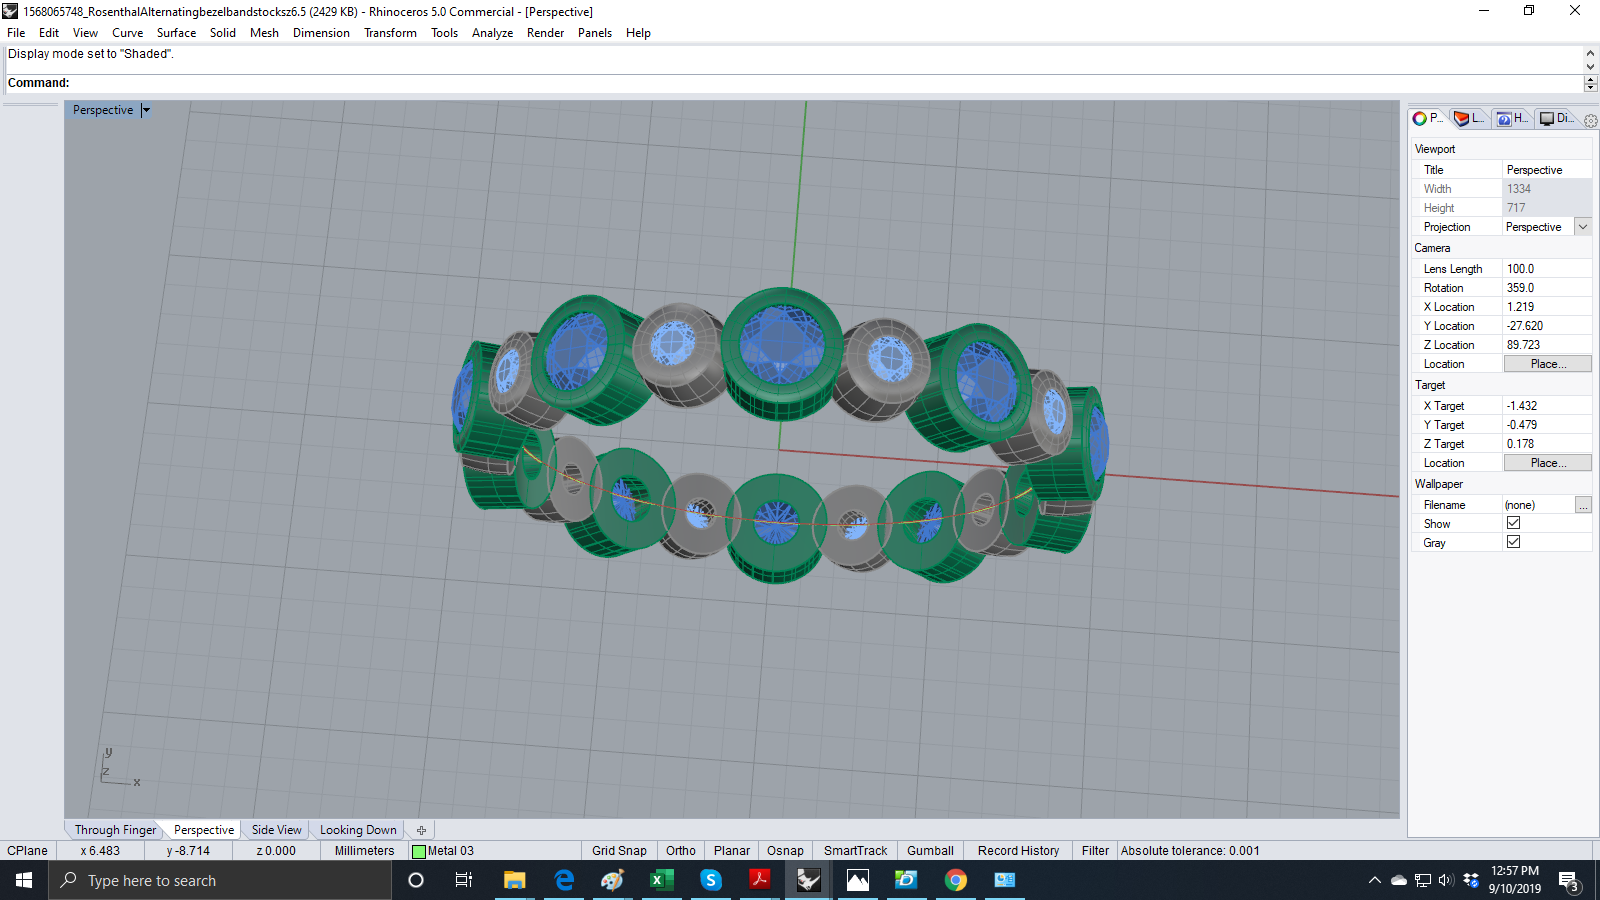 1568065748_RosenthalAlternatingbezelbandstocksz6.5 (2429 KB) - Rhinoceros 5.0 Commercial - [Perspective]
File Edit View Curve Surface Solid Mesh Dimension Transform Tools Analyze Render Panels Help
Display mode set to "Shaded".
Command:
Perspective
P... L... H... Di...
Viewport
Title Perspective
Width 1334
Height 717
Projection Perspective
Camera
Lens Length 100.0
Rotation 359.0
X Location 1.219
Y Location -27.620
Z Location 89.723
Location Place...
Target
X Target -1.432
Y Target -0.479
Z Target 0.178
Location Place...
Wallpaper
Filename (none) ...
Show
Gray
y
z
x
Through Finger Perspective Side View Looking Down
CPlane x 6.483 y -8.714 z 0.000 Millimeters Metal 03 Grid Snap Ortho Planar Osnap SmartTrack Gumball Record History Filter Absolute tolerance: 0.001
Type here to search
12:57 PM
9/10/2019
3